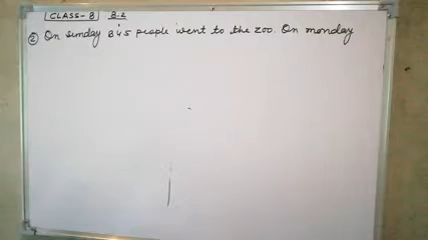 CLASS-8 8.2
② On sunday 845 people went to the zoo. On monday